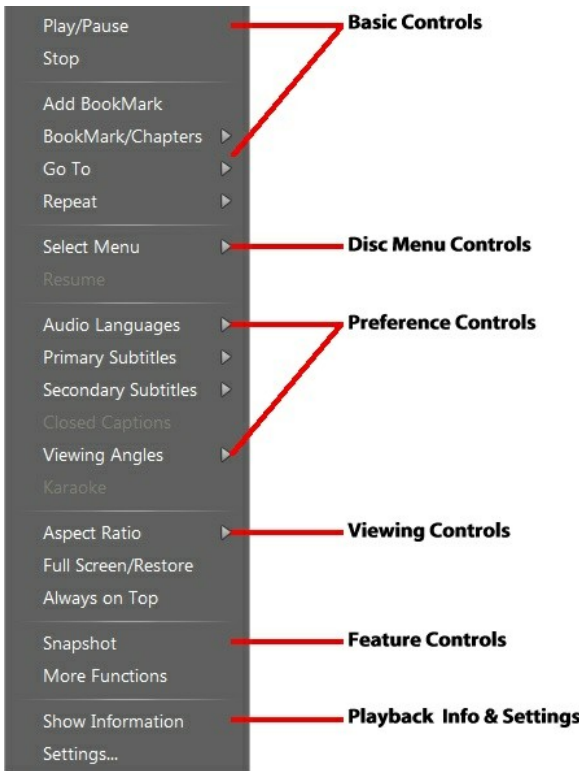 Play/Pause
Basic Controls
Stop
Add BookMark
BookMark/Chapters
Go To
Repeat
Select Menu
Disc Menu Controls
Resume
Audio Languages
Preference Controls
Primary Subtitles
Secondary Subtitles
Closed Captions
Viewing Angles
Karaoke
Aspect Ratio
Viewing Controls
Full Screen/Restore
Always on Top
Snapshot
Feature Controls
More Functions
Show Information
Playback Info & Settings
Settings...